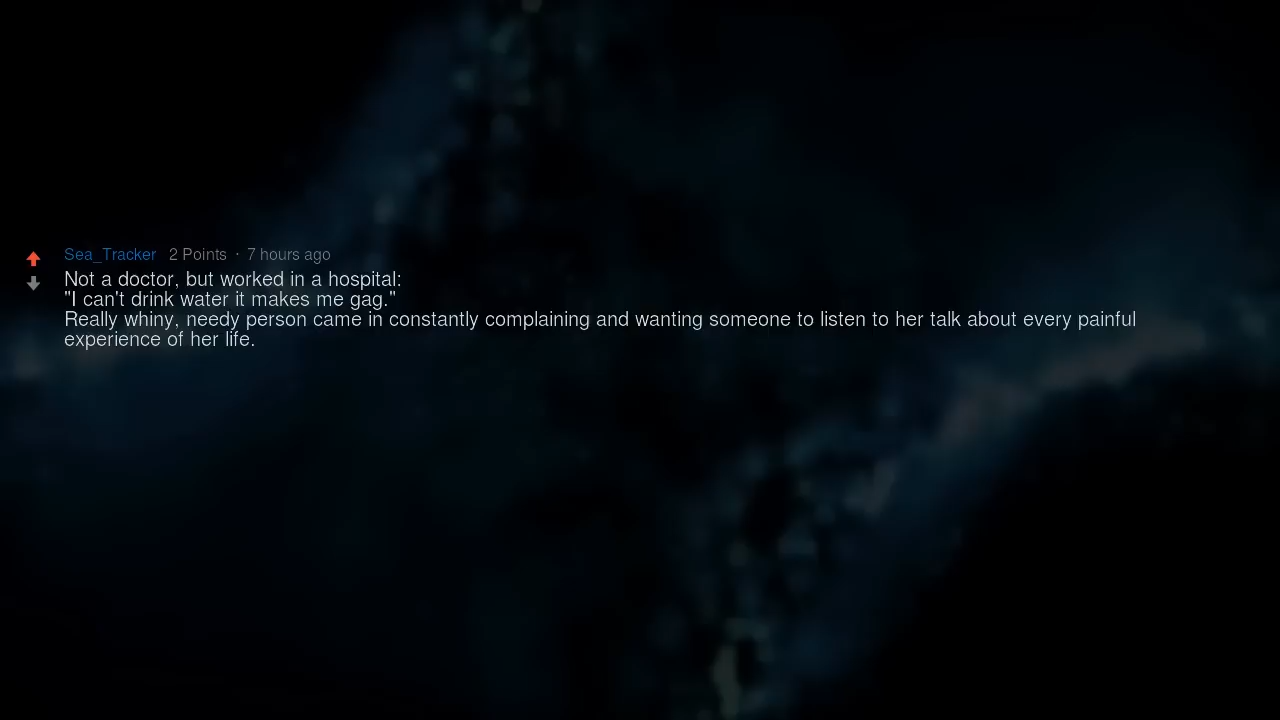 Sea_Tracker 2 Points · 7 hours ago
Not a doctor, but worked in a hospital:
"I can't drink water it makes me gag."
Really whiny, needy person came in constantly complaining and wanting someone to listen to her talk about every painful
experience of her life.